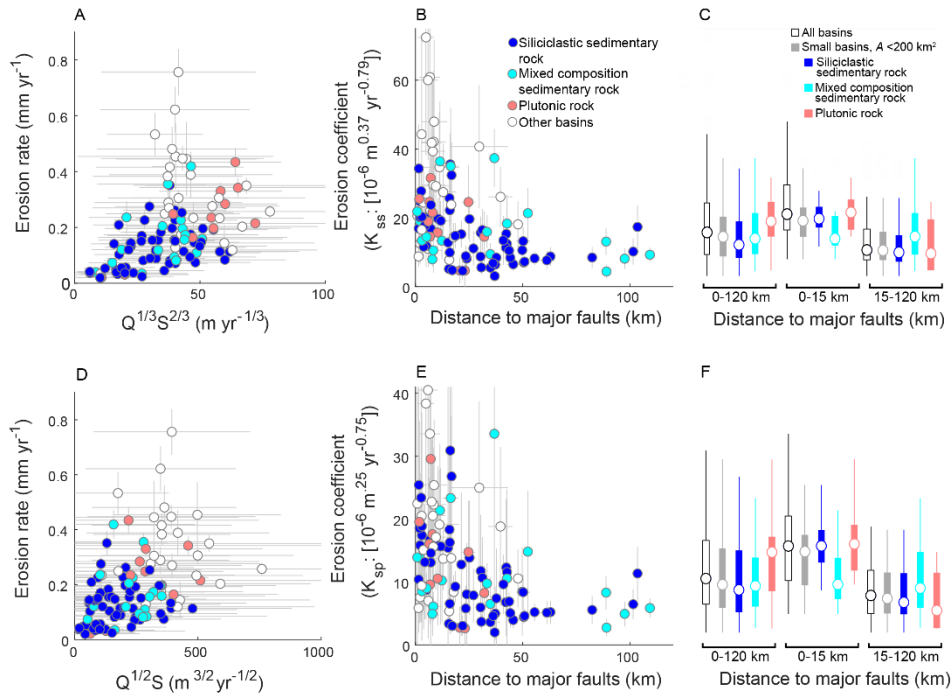 A
Erosion rate (mm yr⁻¹)
0.8
0.6
0.4
0.2
0
0
50
100
Q¹/³S²/³ (m yr⁻¹/³)
B
Erosion coefficient
(Kₛₛ: [10⁻⁶ m⁰·³⁷ yr⁻⁰·⁷⁹])
60
40
20
0
0
50
100
Distance to major faults (km)
Siliciclastic sedimentary
rock
Mixed composition
sedimentary rock
Plutonic rock
Other basins
C
All basins
Small basins, A <200 km²
Siliciclastic
sedimentary rock
Mixed composition
sedimentary rock
Plutonic rock
0-120 km
0-15 km
15-120 km
Distance to major faults (km)
D
Erosion rate (mm yr⁻¹)
0.8
0.6
0.4
0.2
0
0
500
1000
Q¹/²S (m ³/²yr⁻¹/²)
E
Erosion coefficient
(Kₛₚ: [10⁻⁶ m·²⁵ yr⁻⁰·⁷⁵])
40
30
20
10
0
0
50
100
Distance to major faults (km)
F
0-120 km
0-15 km
15-120 km
Distance to major faults (km)